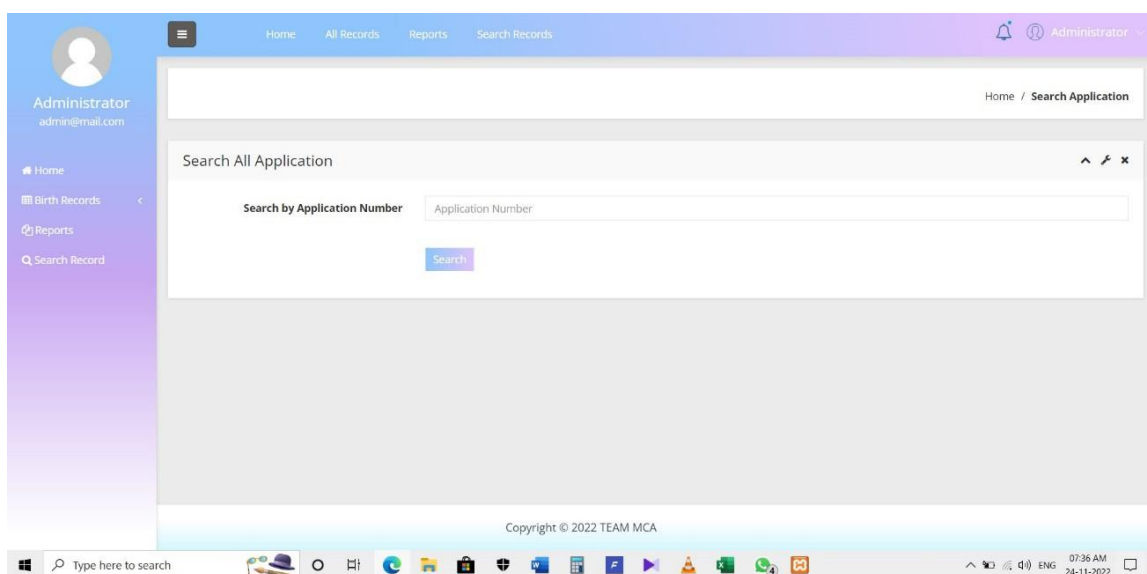 Home All Records Reports Search Records Administrator
Administrator
admin@mail.com
Home / Search Application
Home
Birth Records
Reports
Search Record
Search All Application
Search by Application Number Application Number
Search
Copyright © 2022 TEAM MCA
Type here to search
W
F
X
4
ENG
07:36 AM
24-11-2022